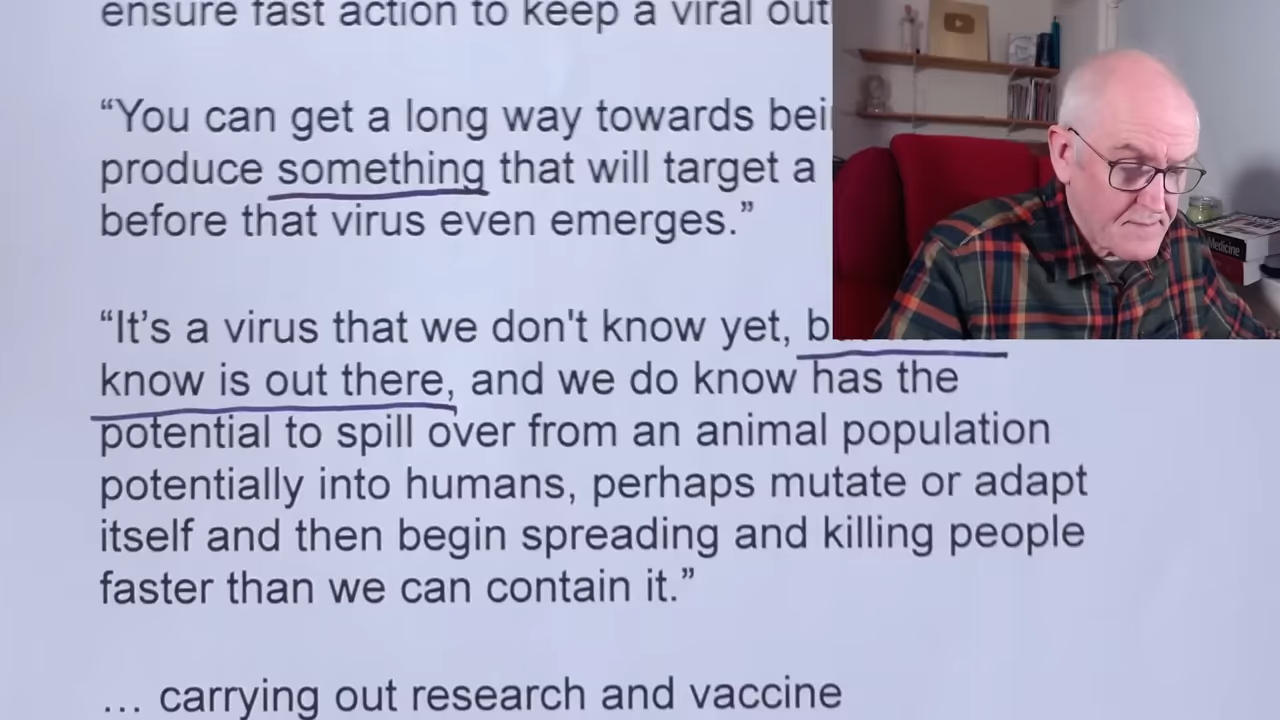 ensure fast action to keep a viral out
“You can get a long way towards bei
produce something that will target a
before that virus even emerges.”
“It’s a virus that we don't know yet, b
know is out there, and we do know has the
potential to spill over from an animal population
potentially into humans, perhaps mutate or adapt
itself and then begin spreading and killing people
faster than we can contain it.”
… carrying out research and vaccine
Medicine